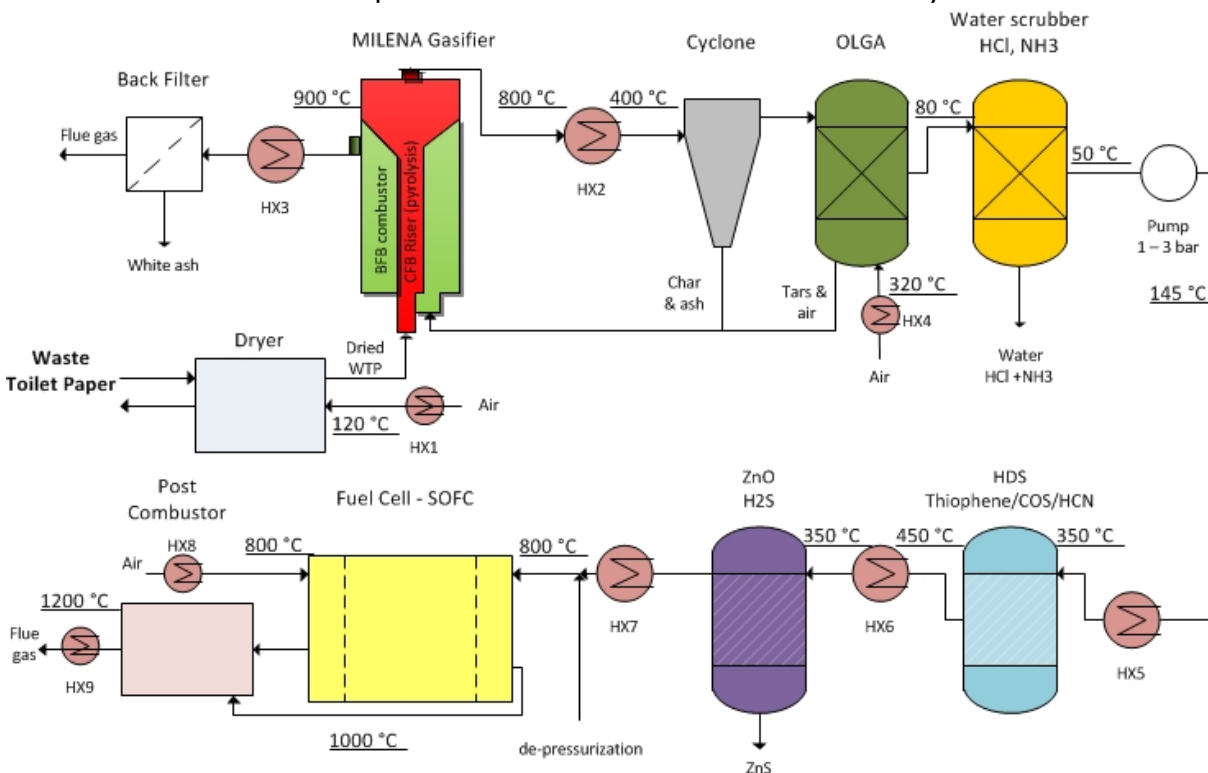 Water scrubber
HCl, NH3
MILENA Gasifier
Cyclone
OLGA
Back Filter
900 °C
800 °C
400 °C
80 °C
50 °C
Flue gas
HX3
HX2
BFB combustor
CFB Riser (pyrolysis)
Pump
1 – 3 bar
White ash
Char
& ash
Tars &
air
320 °C
HX4
145 °C
Air
Water
HCl +NH3
Dryer
Dried
WTP
Waste
Toilet Paper
120 °C
HX1
Air
Post
Combustor
Fuel Cell - SOFC
ZnO
H2S
HDS
Thiophene/COS/HCN
HX8
Air
800 °C
800 °C
350 °C
450 °C
350 °C
1200 °C
Flue
gas
HX9
HX7
HX6
HX5
1000 °C
de-pressurization
ZnS